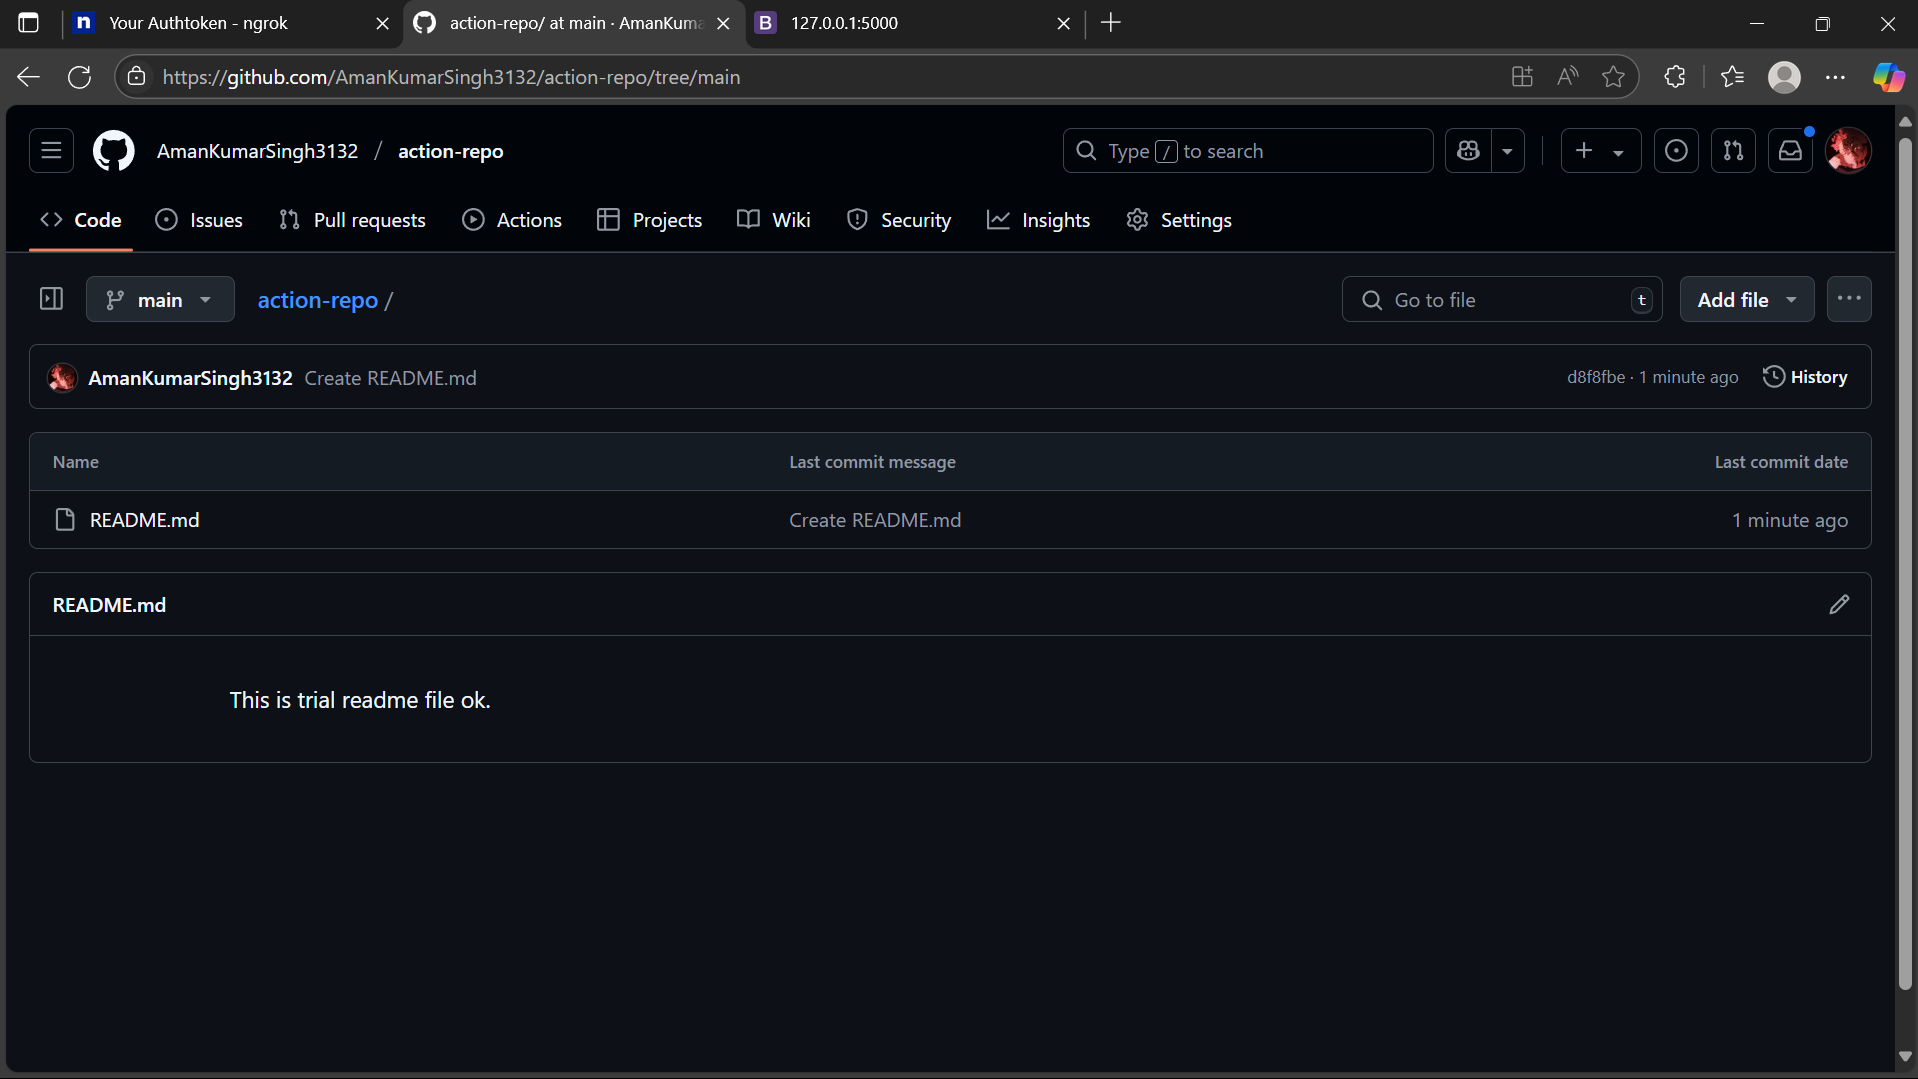 Your Authtoken - ngrok
action-repo/ at main · AmanKuma
B 127.0.0.1:5000
https://github.com/AmanKumarSingh3132/action-repo/tree/main
AmanKumarSingh3132 / action-repo
Type / to search
Code Issues Pull requests Actions Projects Wiki Security Insights Settings
main action-repo /
Go to file t Add file
AmanKumarSingh3132 Create README.md
d8f8fbe · 1 minute ago History
Name Last commit message Last commit date
README.md Create README.md 1 minute ago
README.md
This is trial readme file ok.